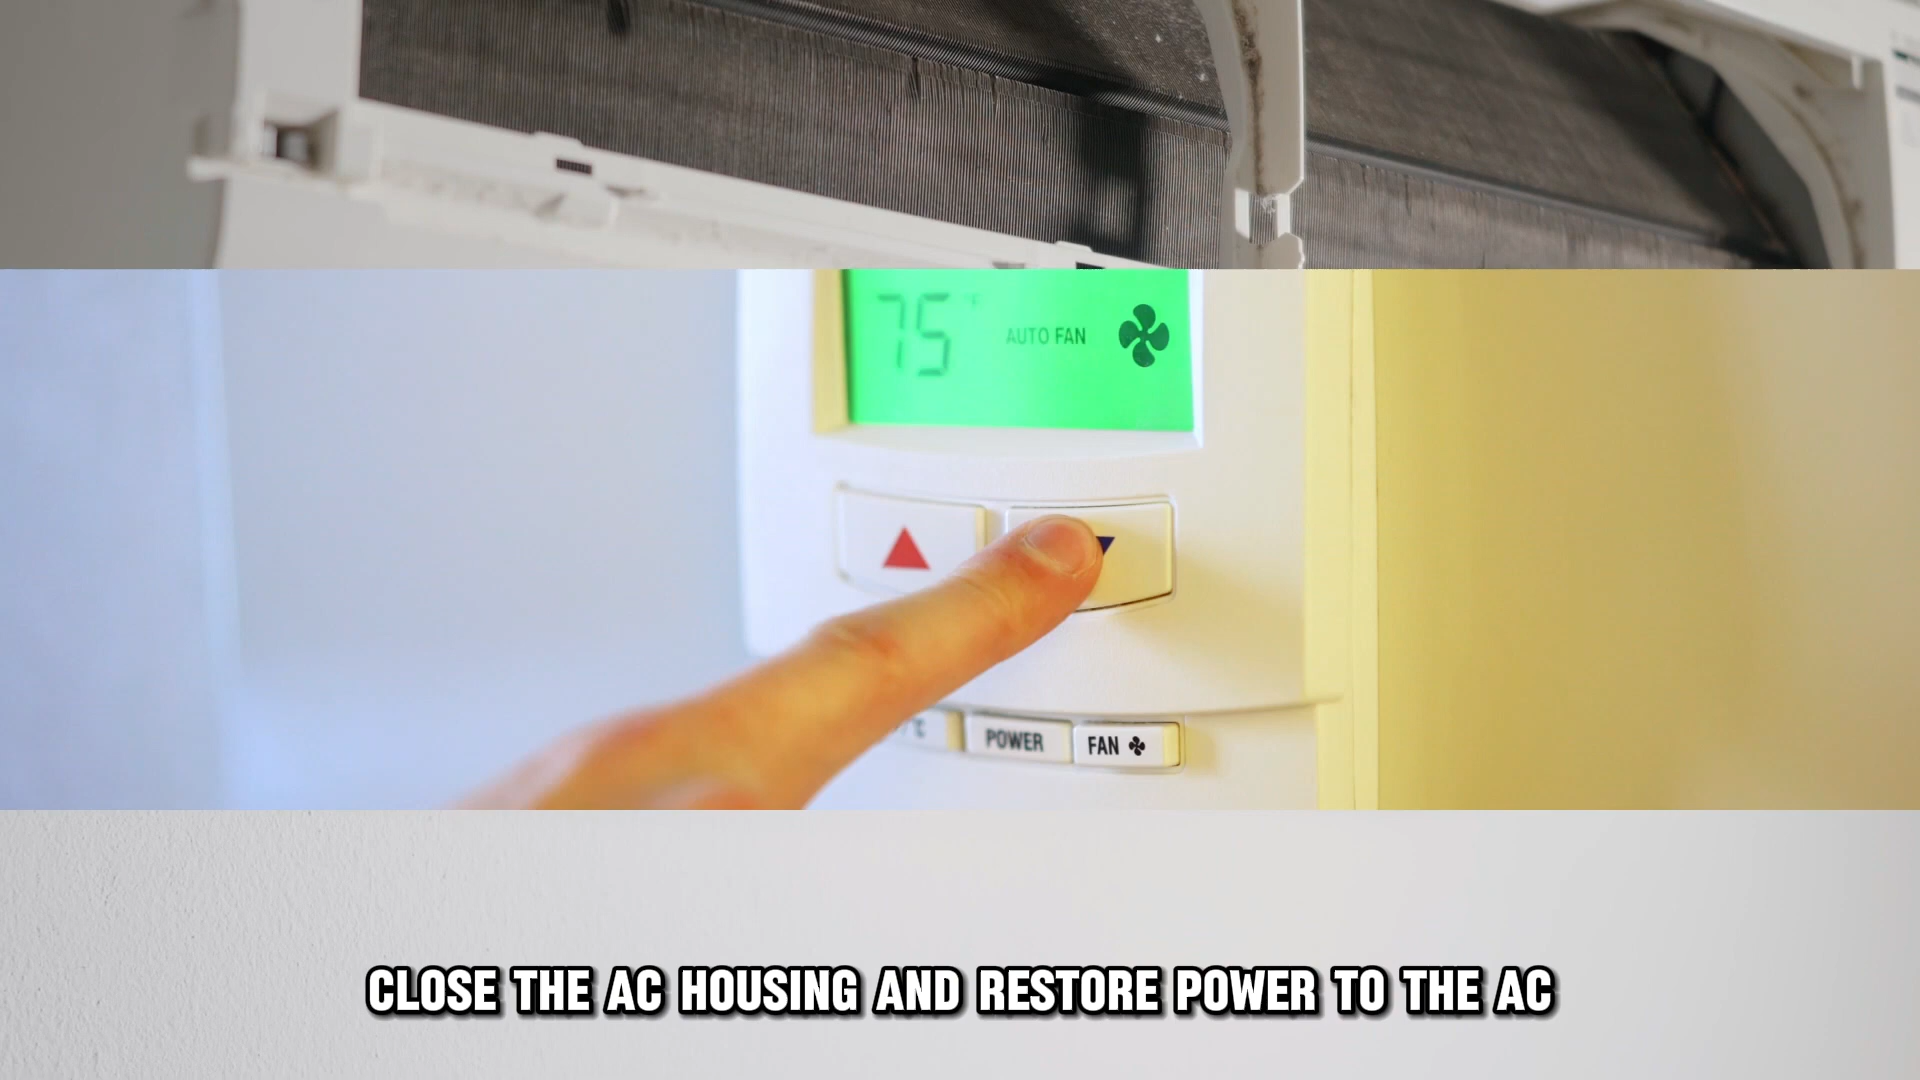 75 °F AUTO FAN
POWER FAN
CLOSE THE AC HOUSING AND RESTORE POWER TO THE AC